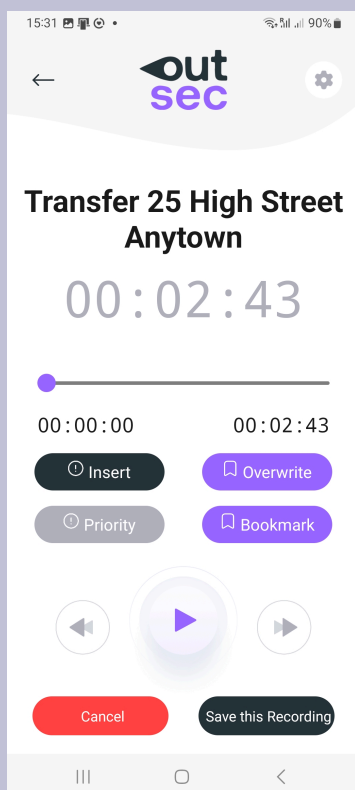 15:31 90%
out
sec
Transfer 25 High Street
Anytown
00:02:43
00:00:00 00:02:43
Insert Overwrite
Priority Bookmark
Cancel Save this Recording